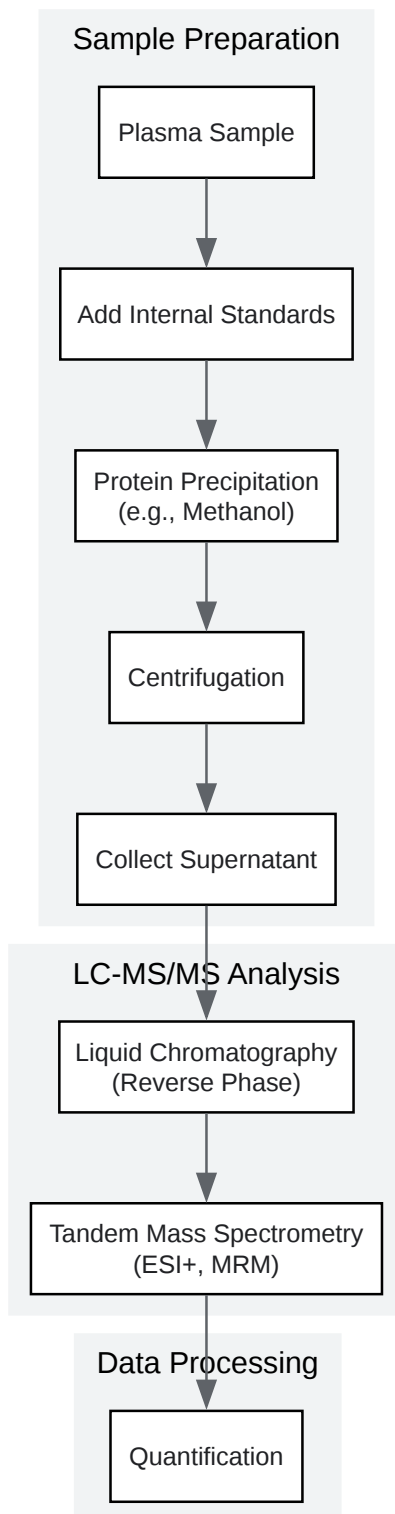 Sample Preparation
Plasma Sample
Add Internal Standards
Protein Precipitation
(e.g., Methanol)
Centrifugation
Collect Supernatant
LC-MS/MS Analysis
Liquid Chromatography
(Reverse Phase)
Tandem Mass Spectrometry
(ESI+, MRM)
Data Processing
Quantification